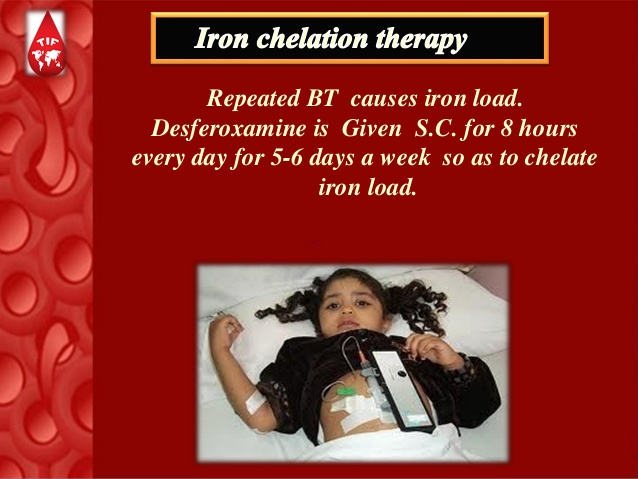 TIF
Iron chelation therapy
Repeated BT causes iron load.
Desferoxamine is Given S.C. for 8 hours
every day for 5-6 days a week so as to chelate
iron load.